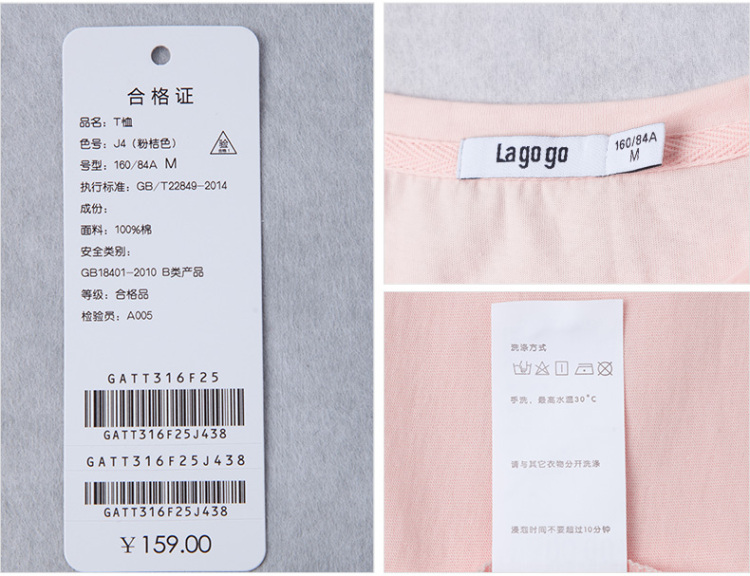 合格证
品名: T恤
色号: J4 (粉桔色)
验
号型: 160/84A M
执行标准: GB/T22849-2014
成份:
面料: 100%棉
安全类别:
GB18401-2010 B类产品
等级: 合格品
检验员: A005
GATT316F25
GATT316F25J438
GATT316F25J438
GATT316F25J438
¥159.00
Lagogo
160/84A
M
洗涤方式
手洗，最高水温30°C
请与其它衣物分开洗涤
浸泡时间不要超过10分钟